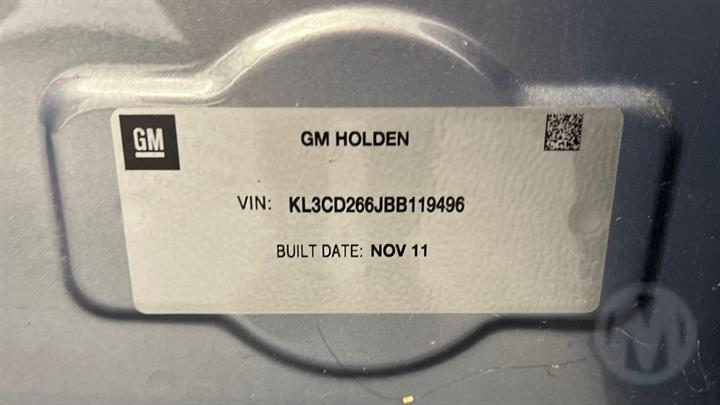 GM
GM HOLDEN
VIN: KL3CD266JBB119496
BUILT DATE: NOV 11
M